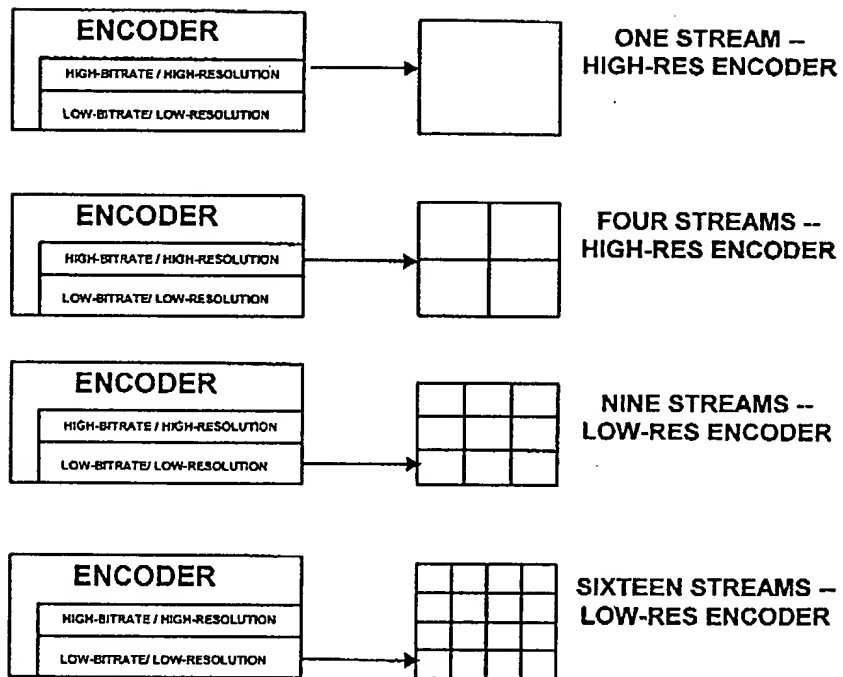 ENCODER
HIGH-BITRATE / HIGH-RESOLUTION
LOW-BITRATE/ LOW-RESOLUTION
ONE STREAM --
HIGH-RES ENCODER
ENCODER
HIGH-BITRATE / HIGH-RESOLUTION
LOW-BITRATE/ LOW-RESOLUTION
FOUR STREAMS --
HIGH-RES ENCODER
ENCODER
HIGH-BITRATE / HIGH-RESOLUTION
LOW-BITRATE/ LOW-RESOLUTION
NINE STREAMS --
LOW-RES ENCODER
ENCODER
HIGH-BITRATE / HIGH-RESOLUTION
LOW-BITRATE/ LOW-RESOLUTION
SIXTEEN STREAMS --
LOW-RES ENCODER